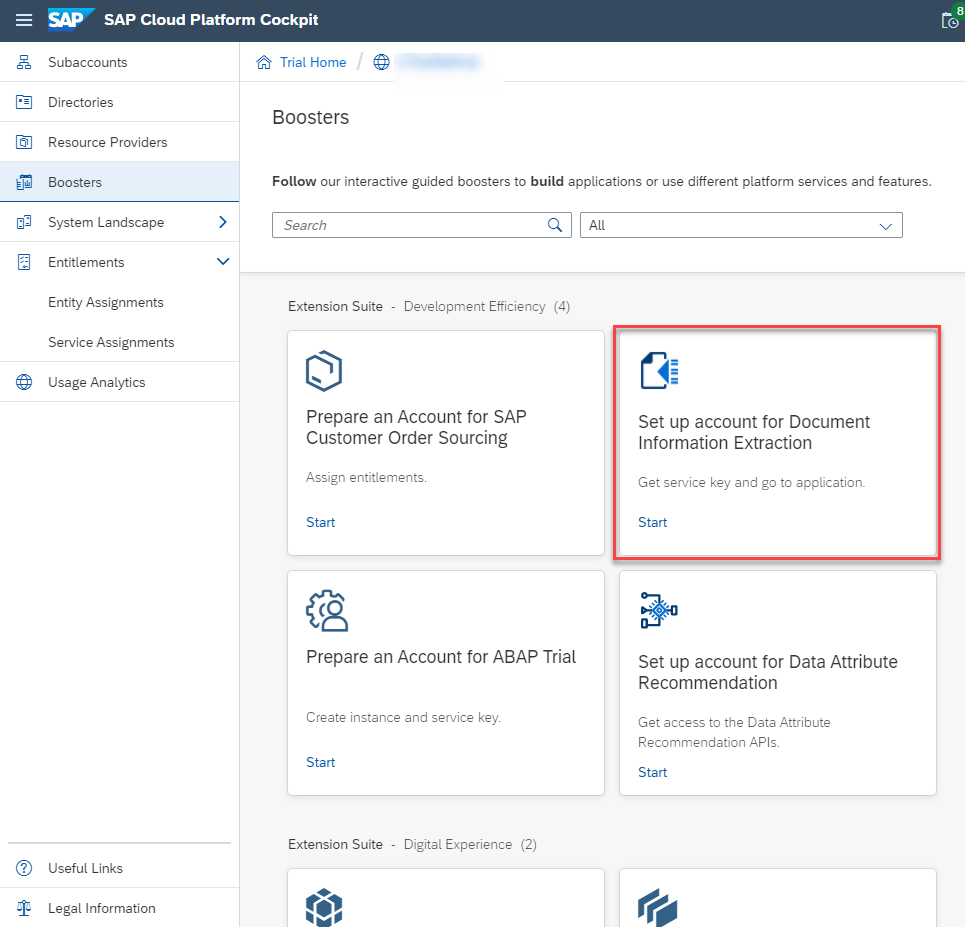 SAP SAP Cloud Platform Cockpit
8
Subaccounts
Directories
Resource Providers
Boosters
System Landscape
Entitlements
Entity Assignments
Service Assignments
Usage Analytics
Useful Links
Legal Information
Trial Home /
Boosters
Follow our interactive guided boosters to build applications or use different platform services and features.
Search
All
Extension Suite - Development Efficiency (4)
Prepare an Account for SAP
Customer Order Sourcing
Assign entitlements.
Start
Set up account for Document
Information Extraction
Get service key and go to application.
Start
Prepare an Account for ABAP Trial
Create instance and service key.
Start
Set up account for Data Attribute
Recommendation
Get access to the Data Attribute
Recommendation APIs.
Start
Extension Suite - Digital Experience (2)